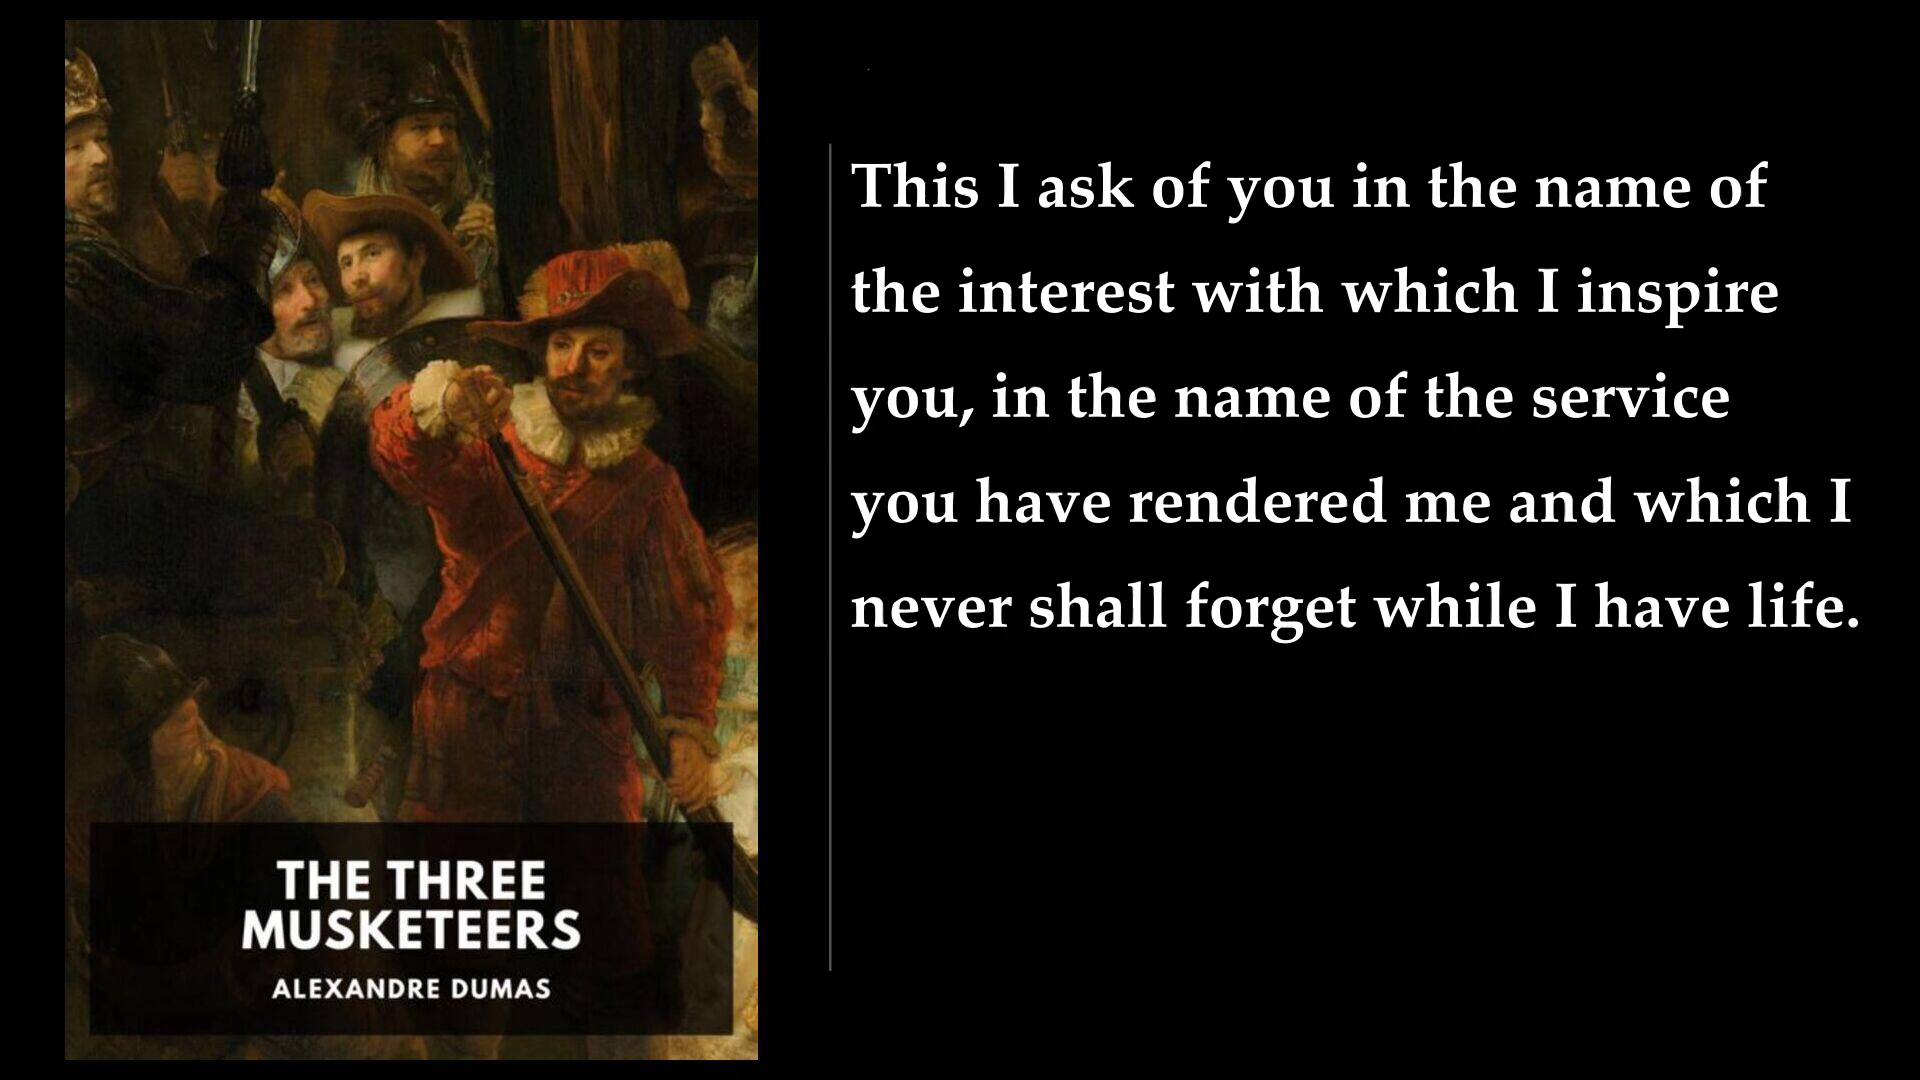 THE THREE
MUSKETEERS
ALEXANDRE DUMAS
This I ask of you in the name of
the interest with which I inspire
you, in the name of the service
you have rendered me and which I
never shall forget while I have life.